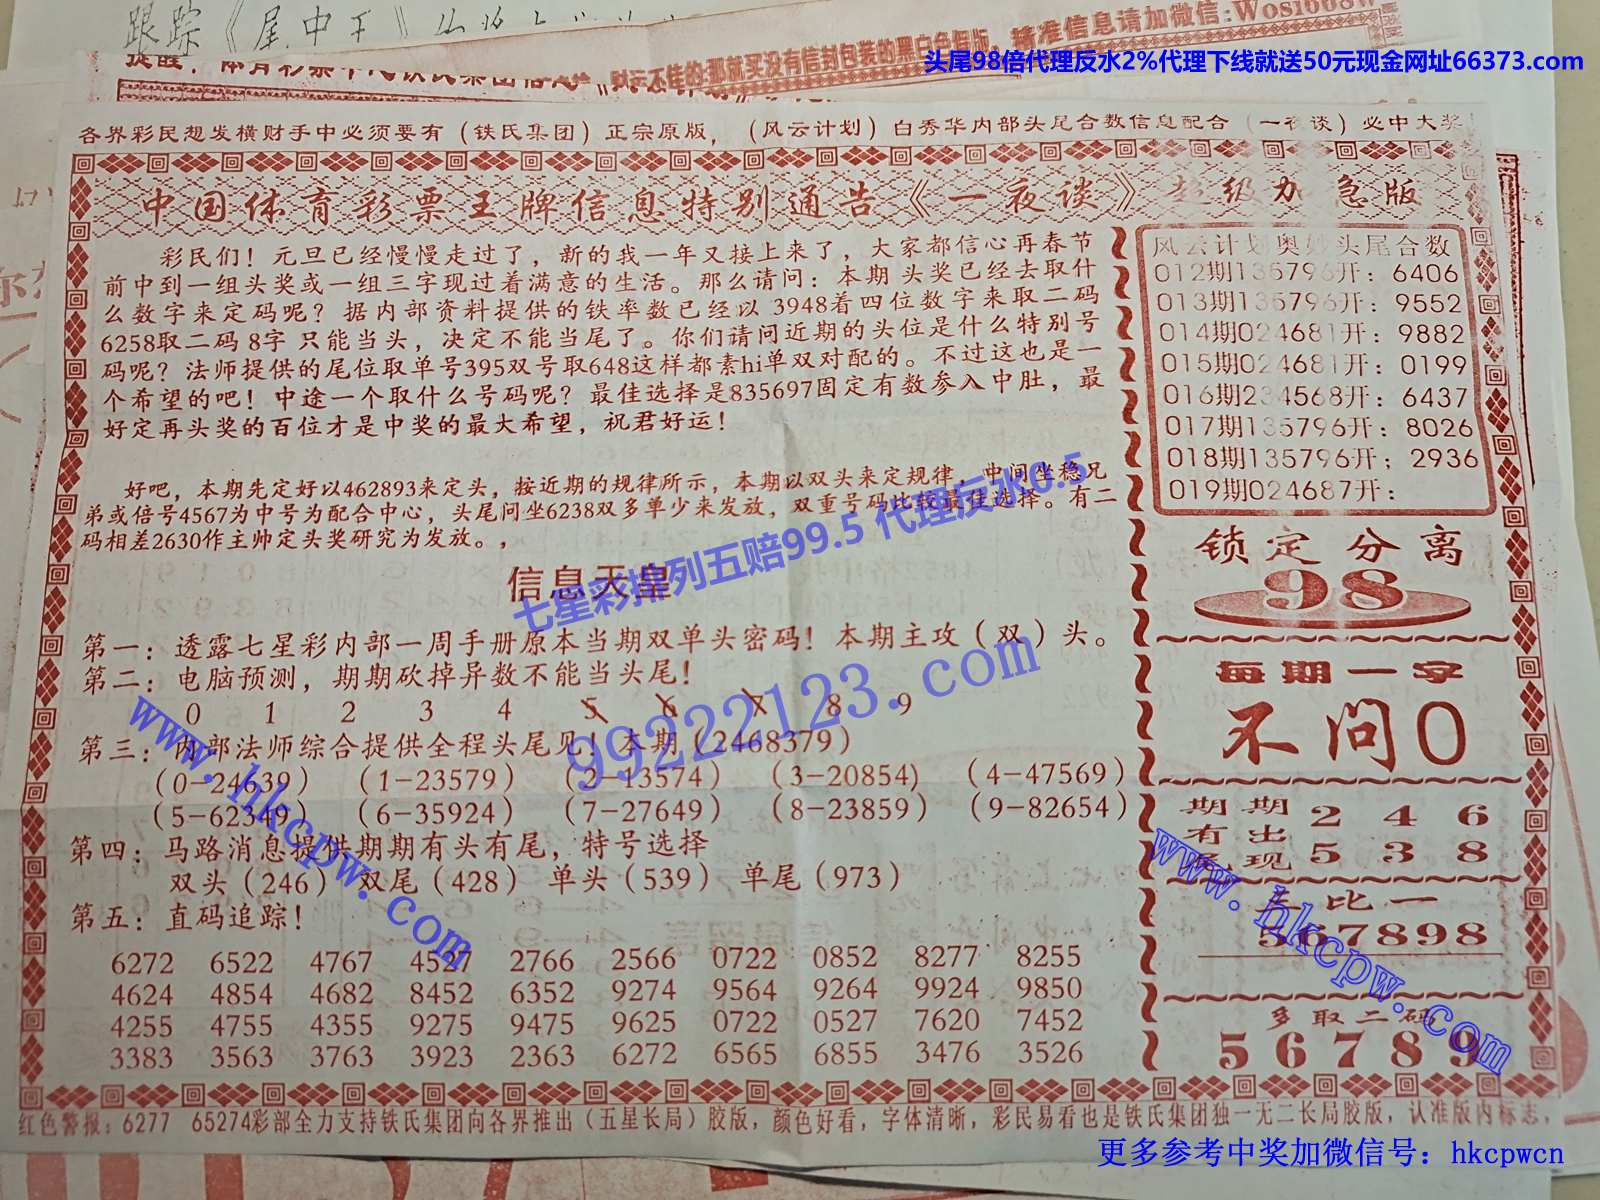 跟踪《尾中王》
精准信息请加微信:W081668w
头尾98倍代理反水2%代理下线就送50元现金网址66373.com
各界彩民想发横财手中必须要有（铁氏集团）正宗原版，（风云计划）白秀华内部头尾合数信息配合（一夜谈）必中大奖！
中国体育彩票王牌信息特别通告《一夜谈》超级加急版
彩民们！元旦已经慢慢走过了，新的我一年又接上来了，大家都信心再春节
前中到一组头奖或一组三字现过着满意的生活。那么请问：本期 头奖已经去取什
么数字来定码呢？据内部资料提供的铁率数已经以 3948着四位数字来取二码
6258取二码 8字 只能当头，决定不能当尾了。你们请问近期的头位是什么特别号
码呢？法师提供的尾位取单号395双号取648这样都素hi单双对配的。不过这也是一
个希望的吧！中途一个取什么号码呢？最佳选择是835697固定有数参入中肚，最
好定再头奖的百位才是中奖的最大希望，祝君好运！
好吧，本期先定好以462893来定头，按近期的规律所示，本期以双头来定规律，中间坐稳兄
弟或倍号4567为中号为配合中心，头尾问坐6238双多单少来发放，双重号码比较最佳选择。有二
码相差2630作主帅定头奖研究为发放。，
七星彩排列五赔99.5 代理反水0.5
信息天皇
第一：透露七星彩内部一周手册原本当期双单头密码！本期主攻（双）头。
第二：电脑预测，期期砍掉异数不能当头尾！
0 1 2 3 4 5 6 7 8 9
第三：内部法师综合提供全程头尾见！本期（2468379）
（0-24639）（1-23579）（2-13574）（3-20854）（4-47569）
（5-62349）（6-35924）（7-27649）（8-23859）（9-82654）
第四：马路消息提供期期有头有尾，特号选择
双头（246） 双尾（428） 单头（539） 单尾（973）
第五：直码追踪！
6272 6522 4767 4527 2766 2566 0722 0852 8277 8255
4624 4854 4682 8452 6352 9274 9564 9264 9924 9850
4255 4755 4355 9275 9475 9625 0722 0527 7620 7452
3383 3563 3763 3923 2363 6272 6565 6855 3476 3526
99222123.com
www.hkcpw.com
风云计划奥妙头尾合数
012期135796开：6406
013期135796开：9552
014期024681开：9882
015期024681开：0199
016期234568开：6437
017期135796开：8026
018期135796开；2936
019期024687开：
锁定分离
98
每期一字
不问0
期期 2 4 6
有出
现 5 3 8
比一
567898
多取二码
5 6 7 8 9
www.hkcpw.com
红色警报：6277 65274彩部全力支持铁氏集团向各界推出（五星长局）胶版，颜色好看，字体清晰，彩民易看也是铁氏集团独一无二长局胶版，认准版内标志，
更多参考中奖加微信号：hkcpwcn